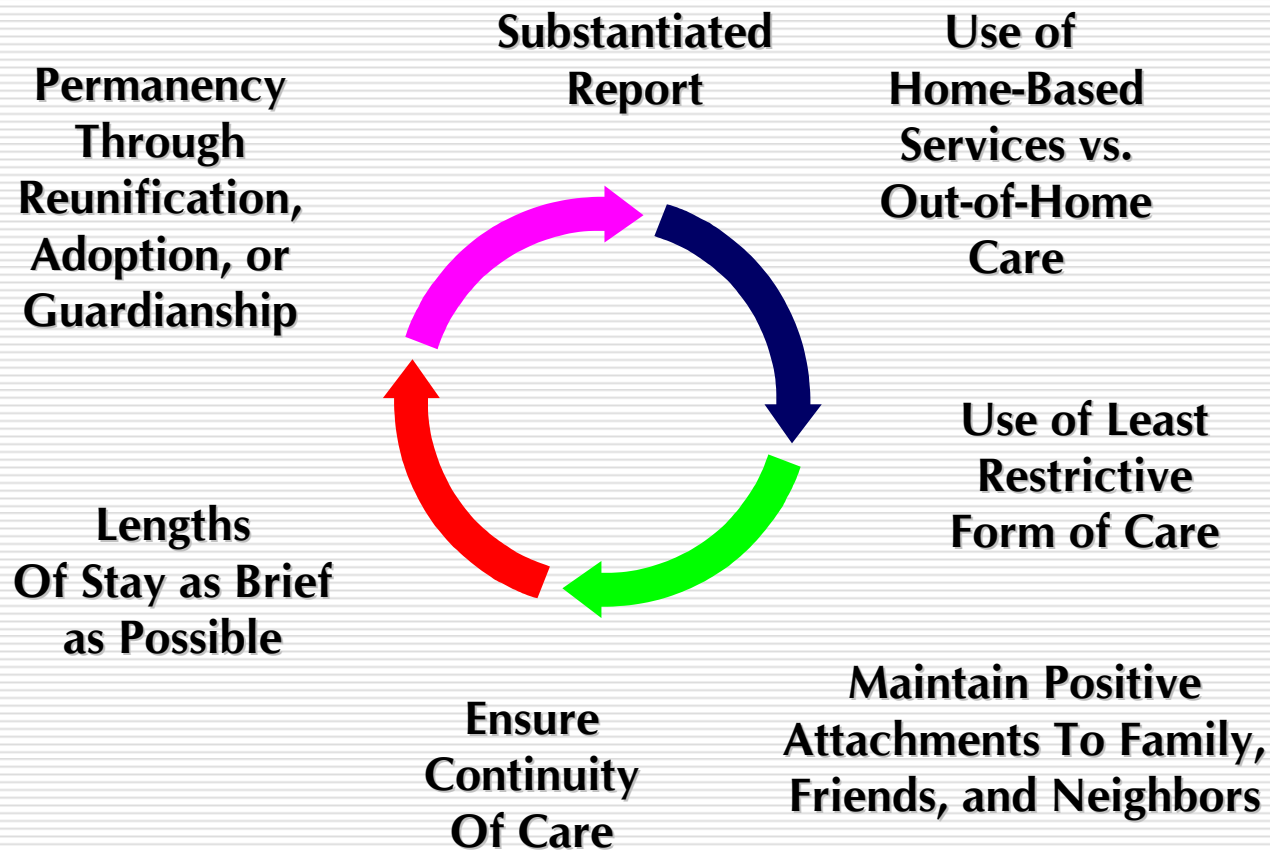 Substantiated
Report
Use of
Home-Based
Services vs.
Out-of-Home
Care
Use of Least
Restrictive
Form of Care
Maintain Positive
Attachments To Family,
Friends, and Neighbors
Ensure
Continuity
Of Care
Lengths
Of Stay as Brief
as Possible
Permanency
Through
Reunification,
Adoption, or
Guardianship